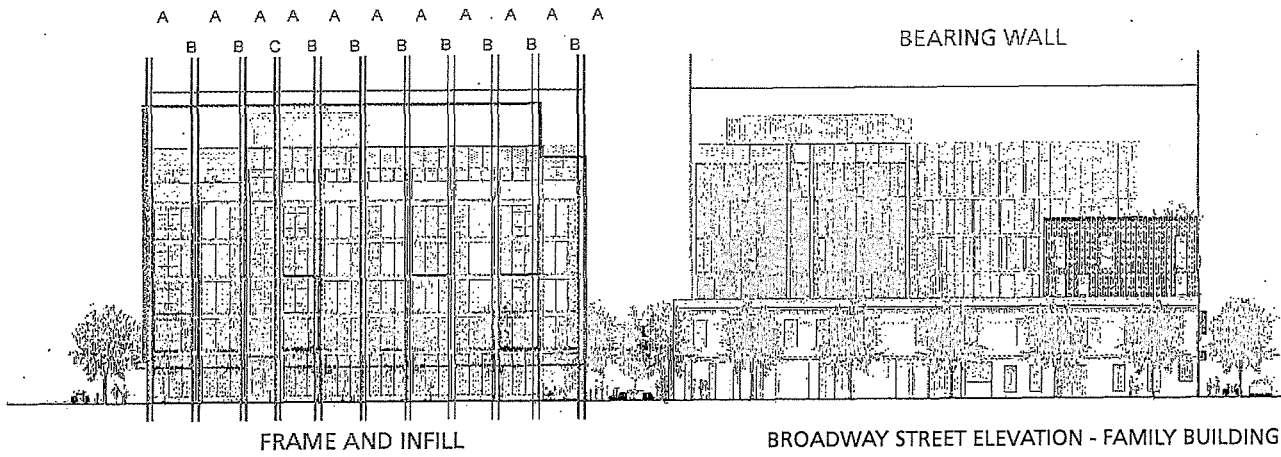 A A A A A A A A A A A
B B C B B B B B B B
BEARING WALL
FRAME AND INFILL
BROADWAY STREET ELEVATION - FAMILY BUILDING